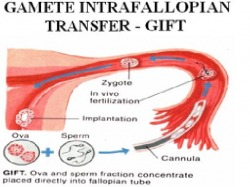 GAMETE INTRAFALLOPIAN
TRANSFER - GIFT
Zygote
In vivo
fertilization
Implantation
Ova
Sperm
+
Cannula
GIFT. Ova and sperm fraction concentrate
placed directly into fallopian tube